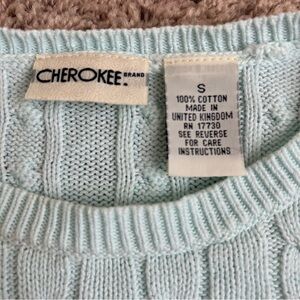 CHEROKEE BRAND
S
100% COTTON
MADE IN
UNITED KINGDOM
RN 17730
SEE REVERSE
FOR CARE
INSTRUCTIONS